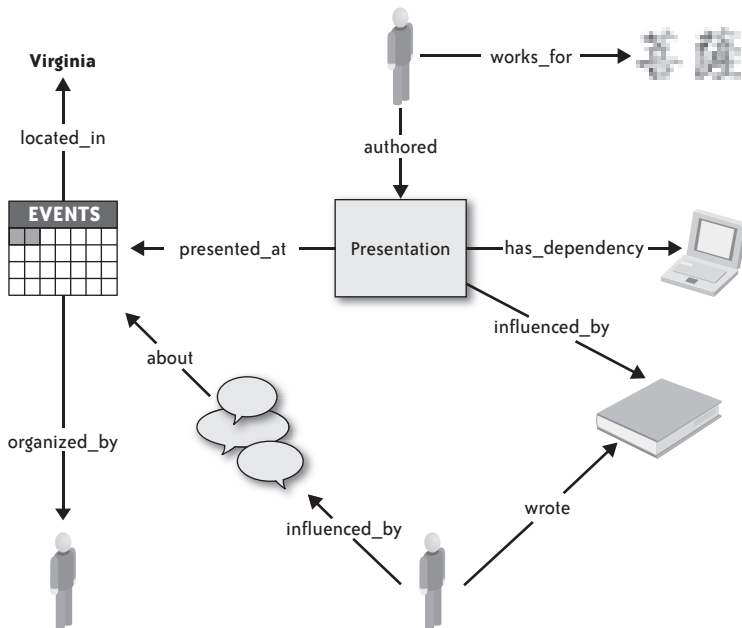 works_for
Virginia
located_in
authored
EVENTS
presented_at
Presentation
has_dependency
influenced_by
about
organized_by
influenced_by
wrote